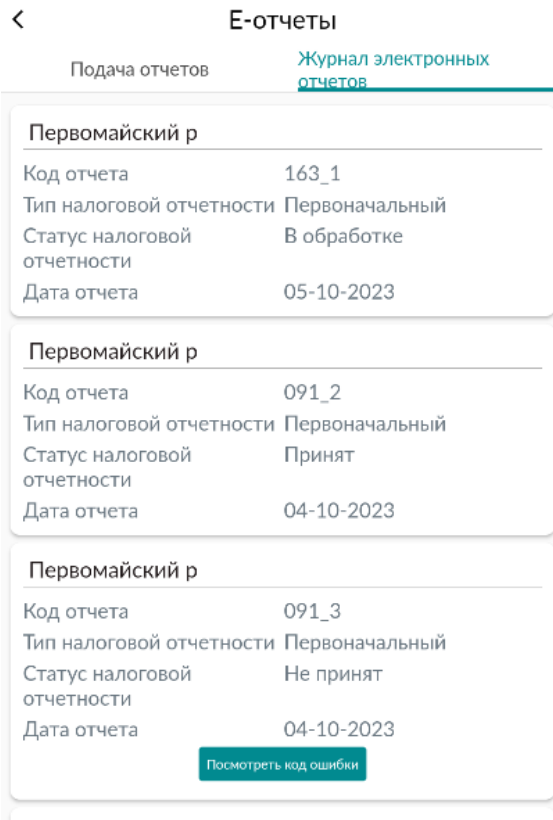 Е-отчеты
Подача отчетов
Журнал электронных
отчетов
Первомайский р
Код отчета 163_1
Тип налоговой отчетности Первоначальный
Статус налоговой В обработке
отчетности
Дата отчета 05-10-2023
Первомайский р
Код отчета 091_2
Тип налоговой отчетности Первоначальный
Статус налоговой Принят
отчетности
Дата отчета 04-10-2023
Первомайский р
Код отчета 091_3
Тип налоговой отчетности Первоначальный
Статус налоговой Не принят
отчетности
Дата отчета 04-10-2023
Посмотреть код ошибки